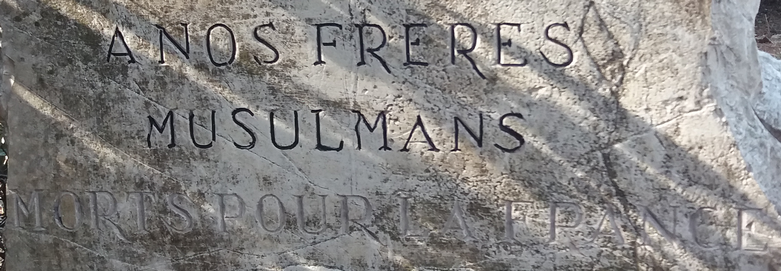 A NOS FRERES
MUSULMANS
MORTS POUR LA FRANCE